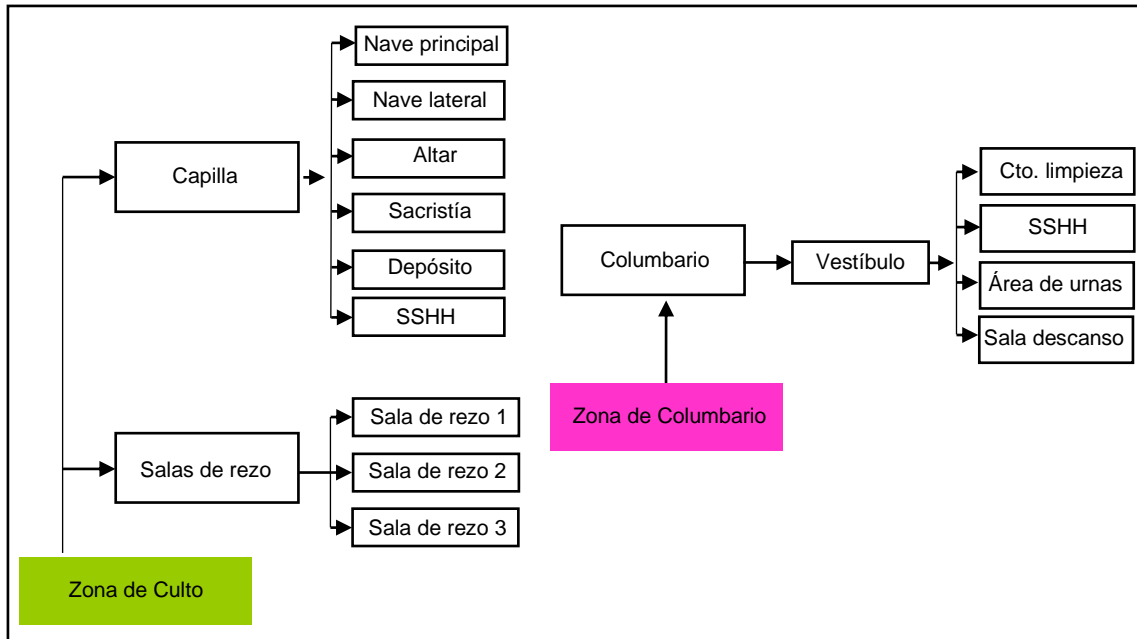 Nave principal
Nave lateral
Altar
Capilla
Sacristía
Depósito
SSHH
Sala de rezo 1
Salas de rezo
Sala de rezo 2
Sala de rezo 3
Zona de Culto
Cto. limpieza
SSHH
Columbario
Vestíbulo
Área de urnas
Sala descanso
Zona de Columbario